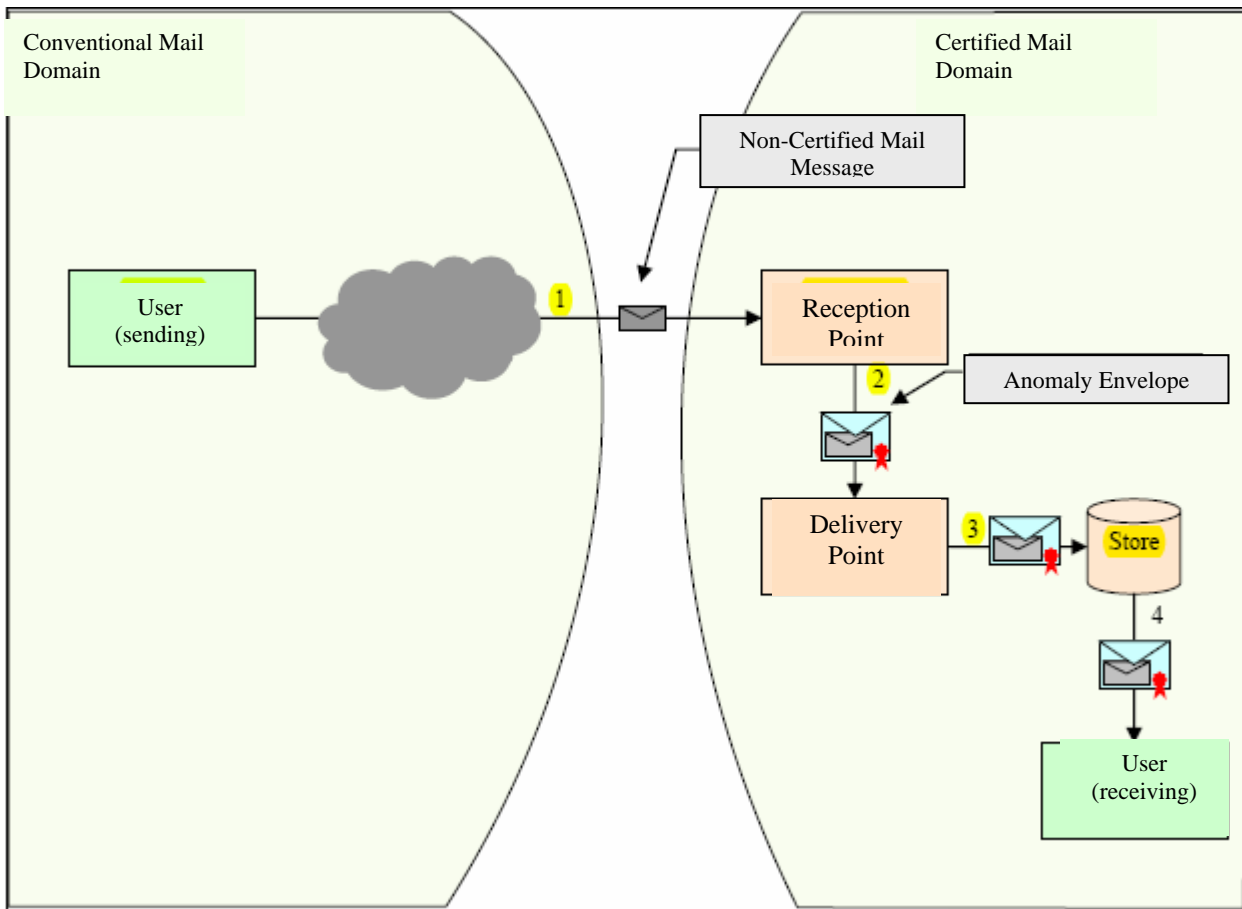 Conventional Mail
Domain
Certified Mail
Domain
Non-Certified Mail
Message
1
User
(sending)
Reception
Point
2
Anomaly Envelope
Delivery
Point
3
Store
4
User
(receiving)